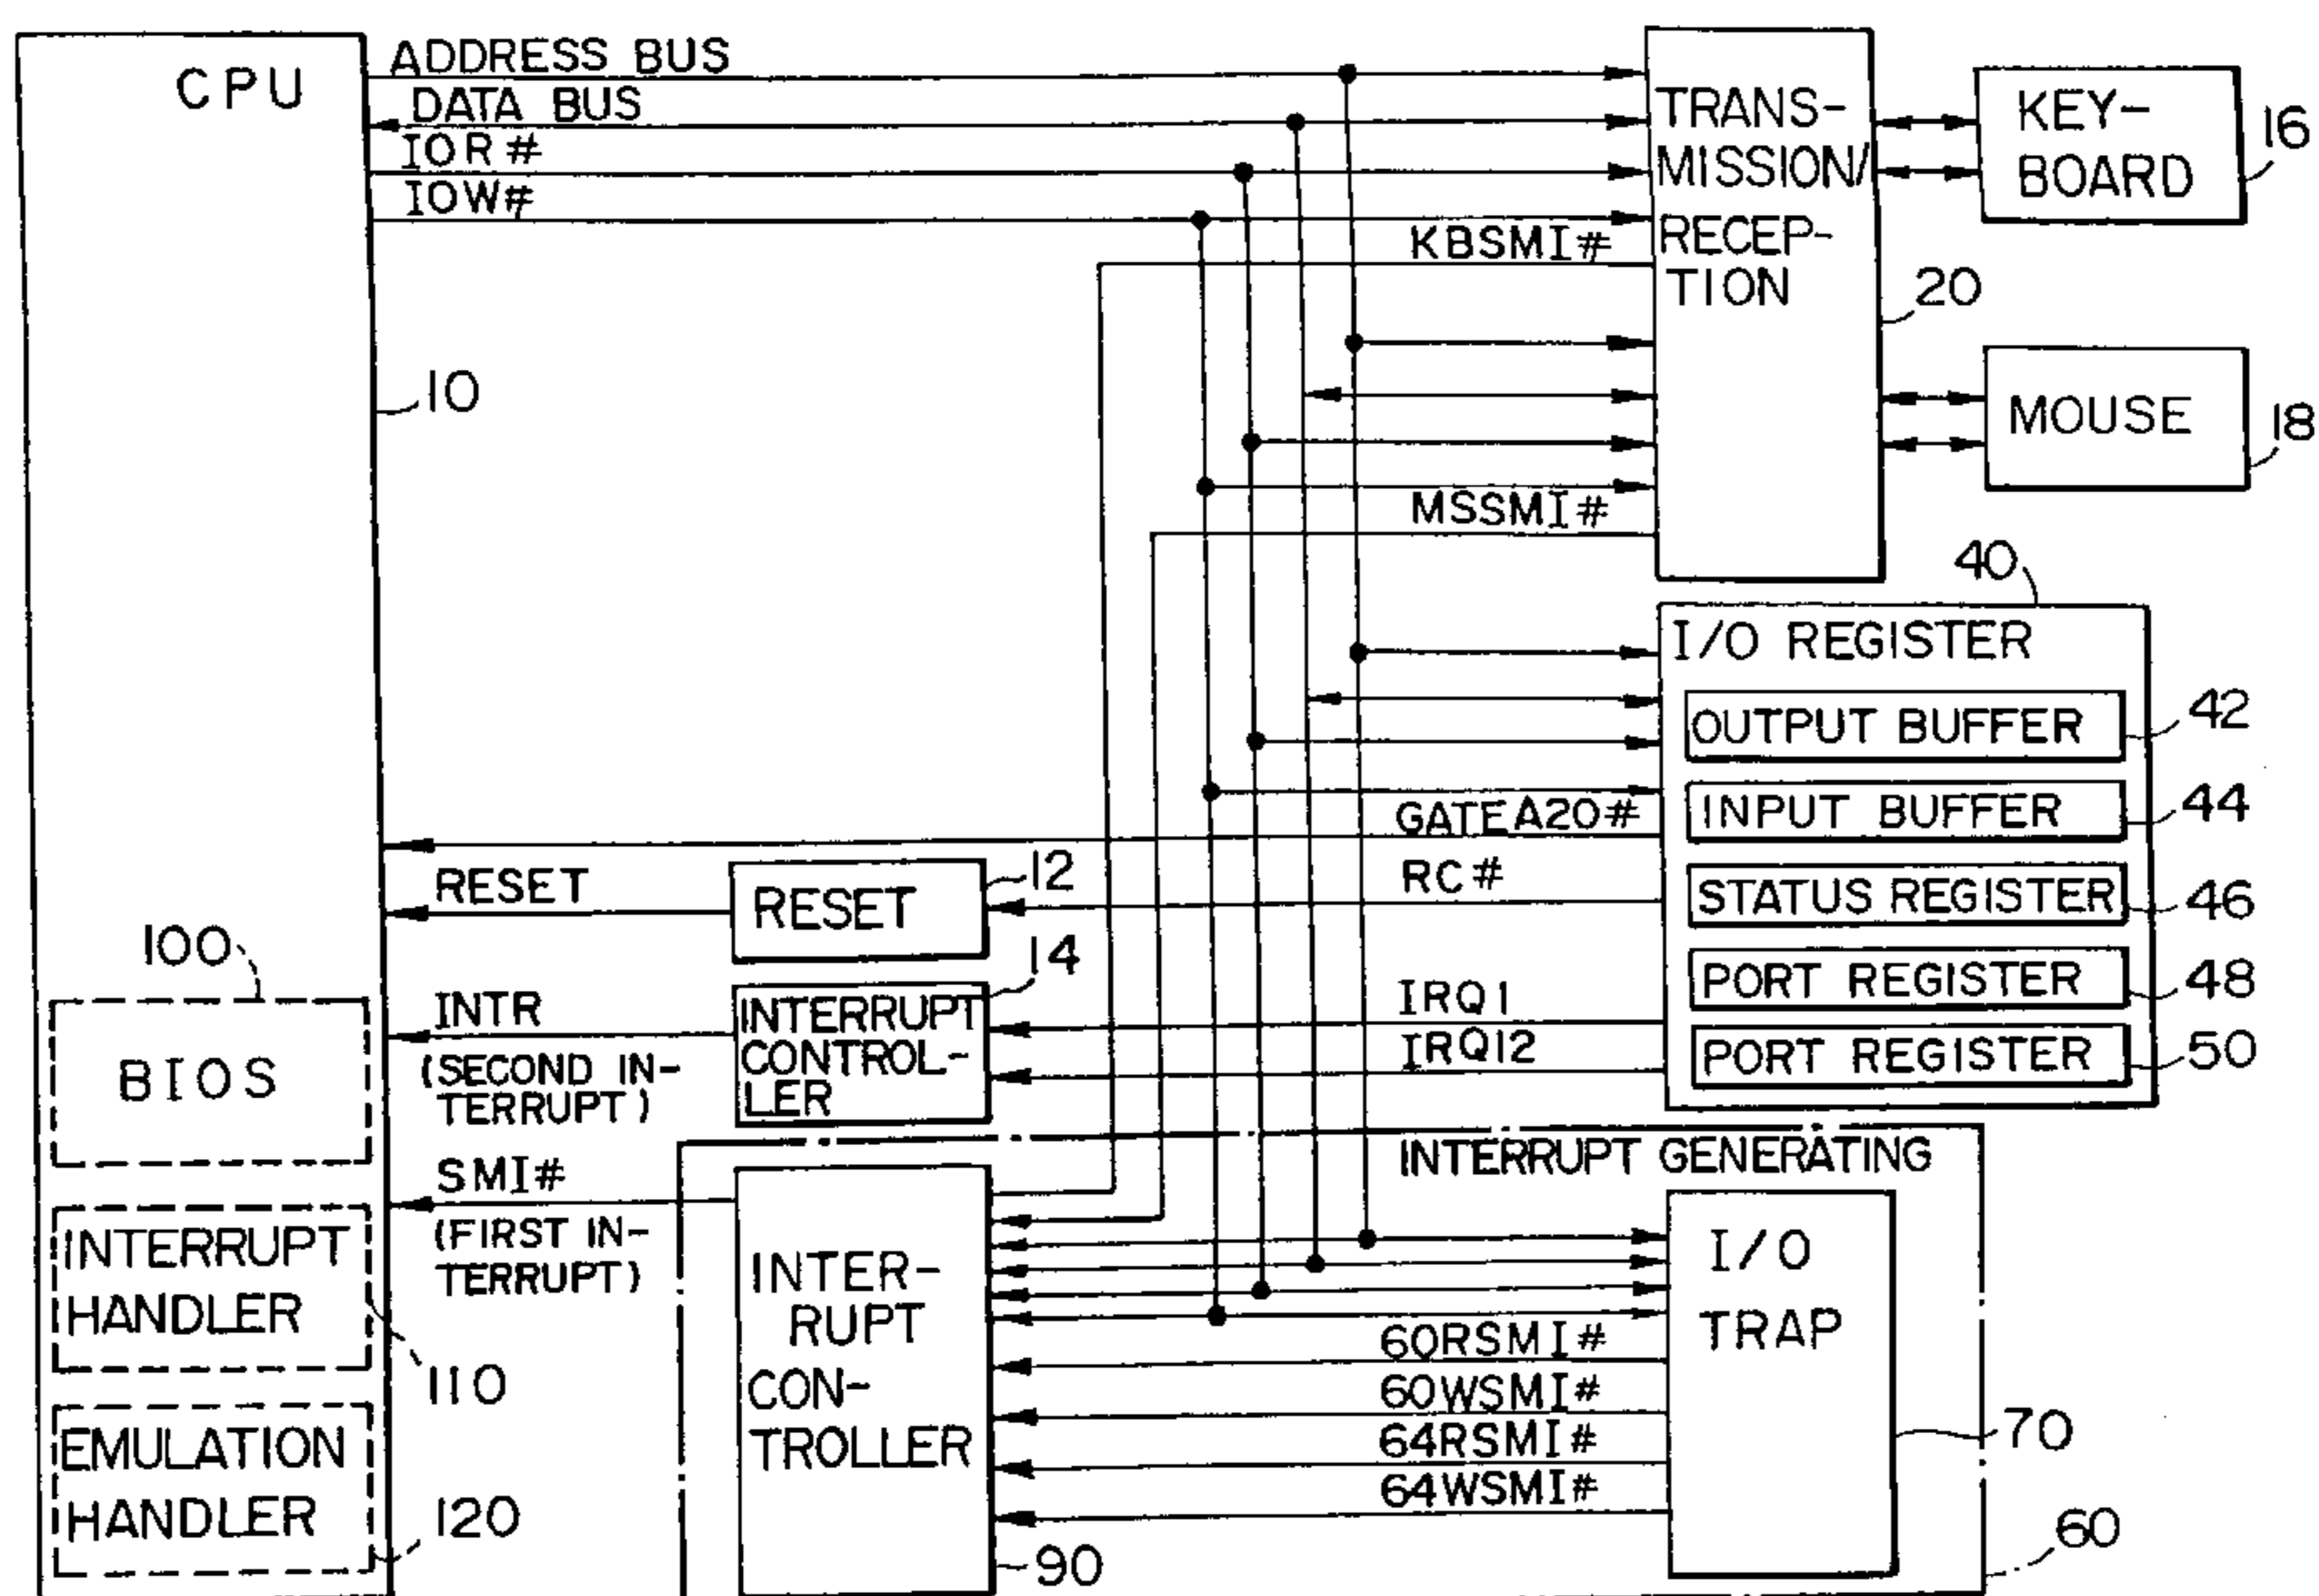 CPU
ADDRESS BUS
DATA BUS
IOR#
IOW#
KBSMI#
MSSMI#
TRANS-
MISSION/
RECEP-
TION
KEY-
BOARD
16
20
MOUSE
18
10
40
I/O REGISTER
OUTPUT BUFFER
42
INPUT BUFFER
44
STATUS REGISTER
46
PORT REGISTER
48
PORT REGISTER
50
GATEA20#
RC#
RESET
RESET
12
14
IRQ1
IRQ12
INTR
(SECOND IN-
TERRUPT)
INTERRUPT
CONTROL-
LER
100
BIOS
SMI#
(FIRST IN-
TERRUPT)
INTERRUPT
HANDLER
110
EMULATION
HANDLER
120
INTERRUPT GENERATING
INTER-
RUPT
CON-
TROLLER
90
I/O
TRAP
60RSMI#
60WSMI#
64RSMI#
64WSMI#
70
60